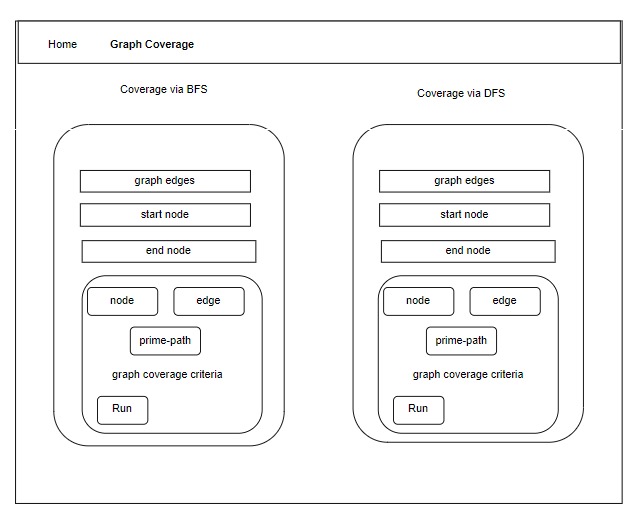 Home
Graph Coverage
Coverage via BFS
graph edges
start node
end node
node
edge
prime-path
graph coverage criteria
Run
Coverage via DFS
graph edges
start node
end node
node
edge
prime-path
graph coverage criteria
Run